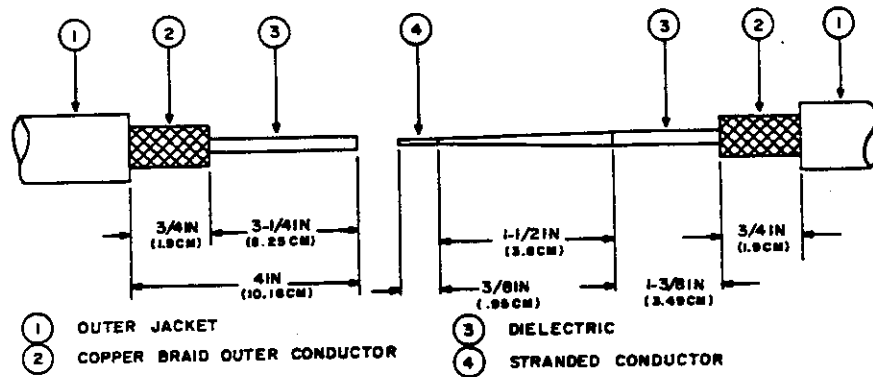 1 2 3 4 3 2 1
3/4IN 3-1/4IN 1-1/2IN 3/4IN
(1.9CM) (8.25CM) (3.8CM) (1.9CM)
4IN 3/8IN 1-3/8IN
(10.16CM) (.95CM) (3.49CM)
1 OUTER JACKET 3 DIELECTRIC
2 COPPER BRAID OUTER CONDUCTOR 4 STRANDED CONDUCTOR